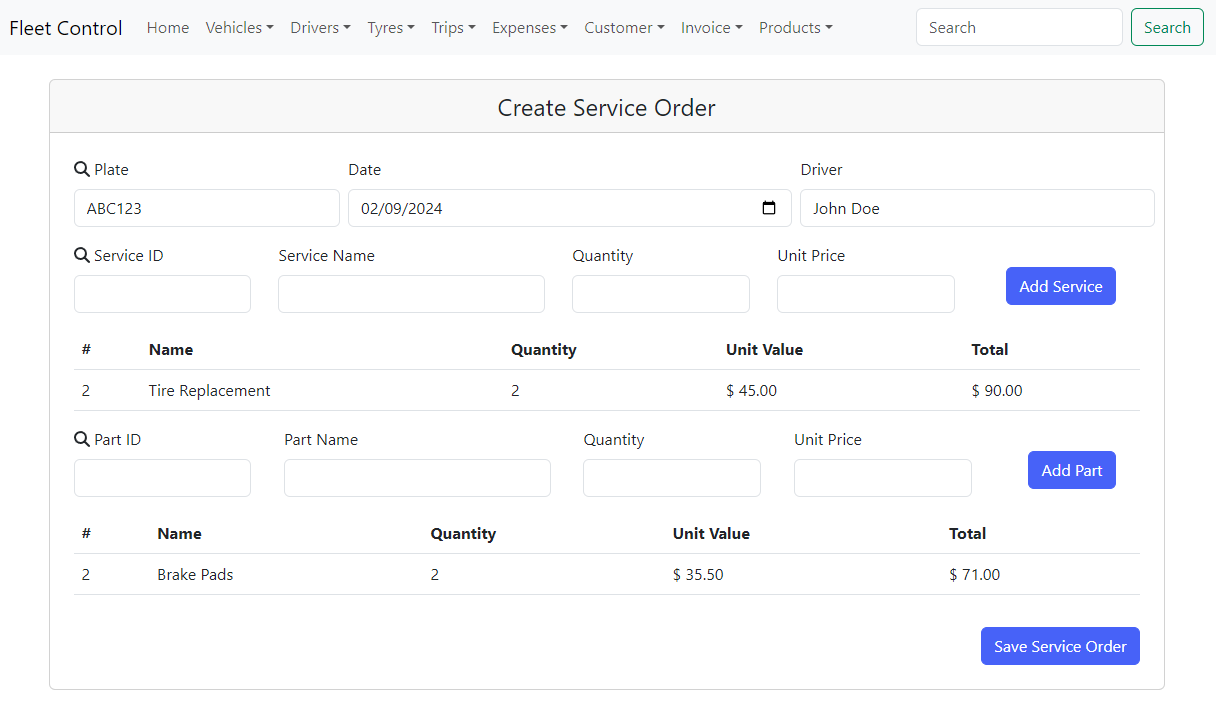 Fleet Control Home Vehicles Drivers Tyres Trips Expenses Customer Invoice Products Search Search
Create Service Order
Plate Date Driver
ABC123 02/09/2024 John Doe
Service ID Service Name Quantity Unit Price
Add Service
# Name Quantity Unit Value Total
2 Tire Replacement 2 $ 45.00 $ 90.00
Part ID Part Name Quantity Unit Price
Add Part
# Name Quantity Unit Value Total
2 Brake Pads 2 $ 35.50 $ 71.00
Save Service Order